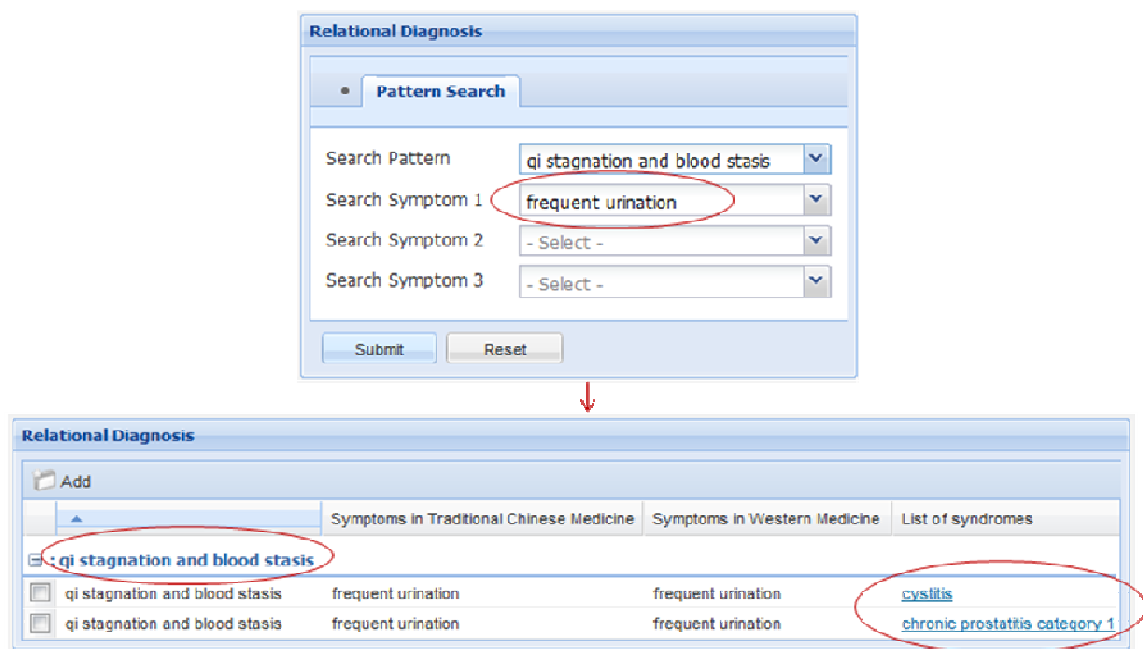 Relational Diagnosis
Pattern Search
Search Pattern qi stagnation and blood stasis
Search Symptom 1 frequent urination
Search Symptom 2 - Select -
Search Symptom 3 - Select -
Submit Reset
Relational Diagnosis
Add
Symptoms in Traditional Chinese Medicine Symptoms in Western Medicine List of syndromes
: qi stagnation and blood stasis
qi stagnation and blood stasis frequent urination frequent urination cystitis
qi stagnation and blood stasis frequent urination frequent urination chronic prostatitis category 1